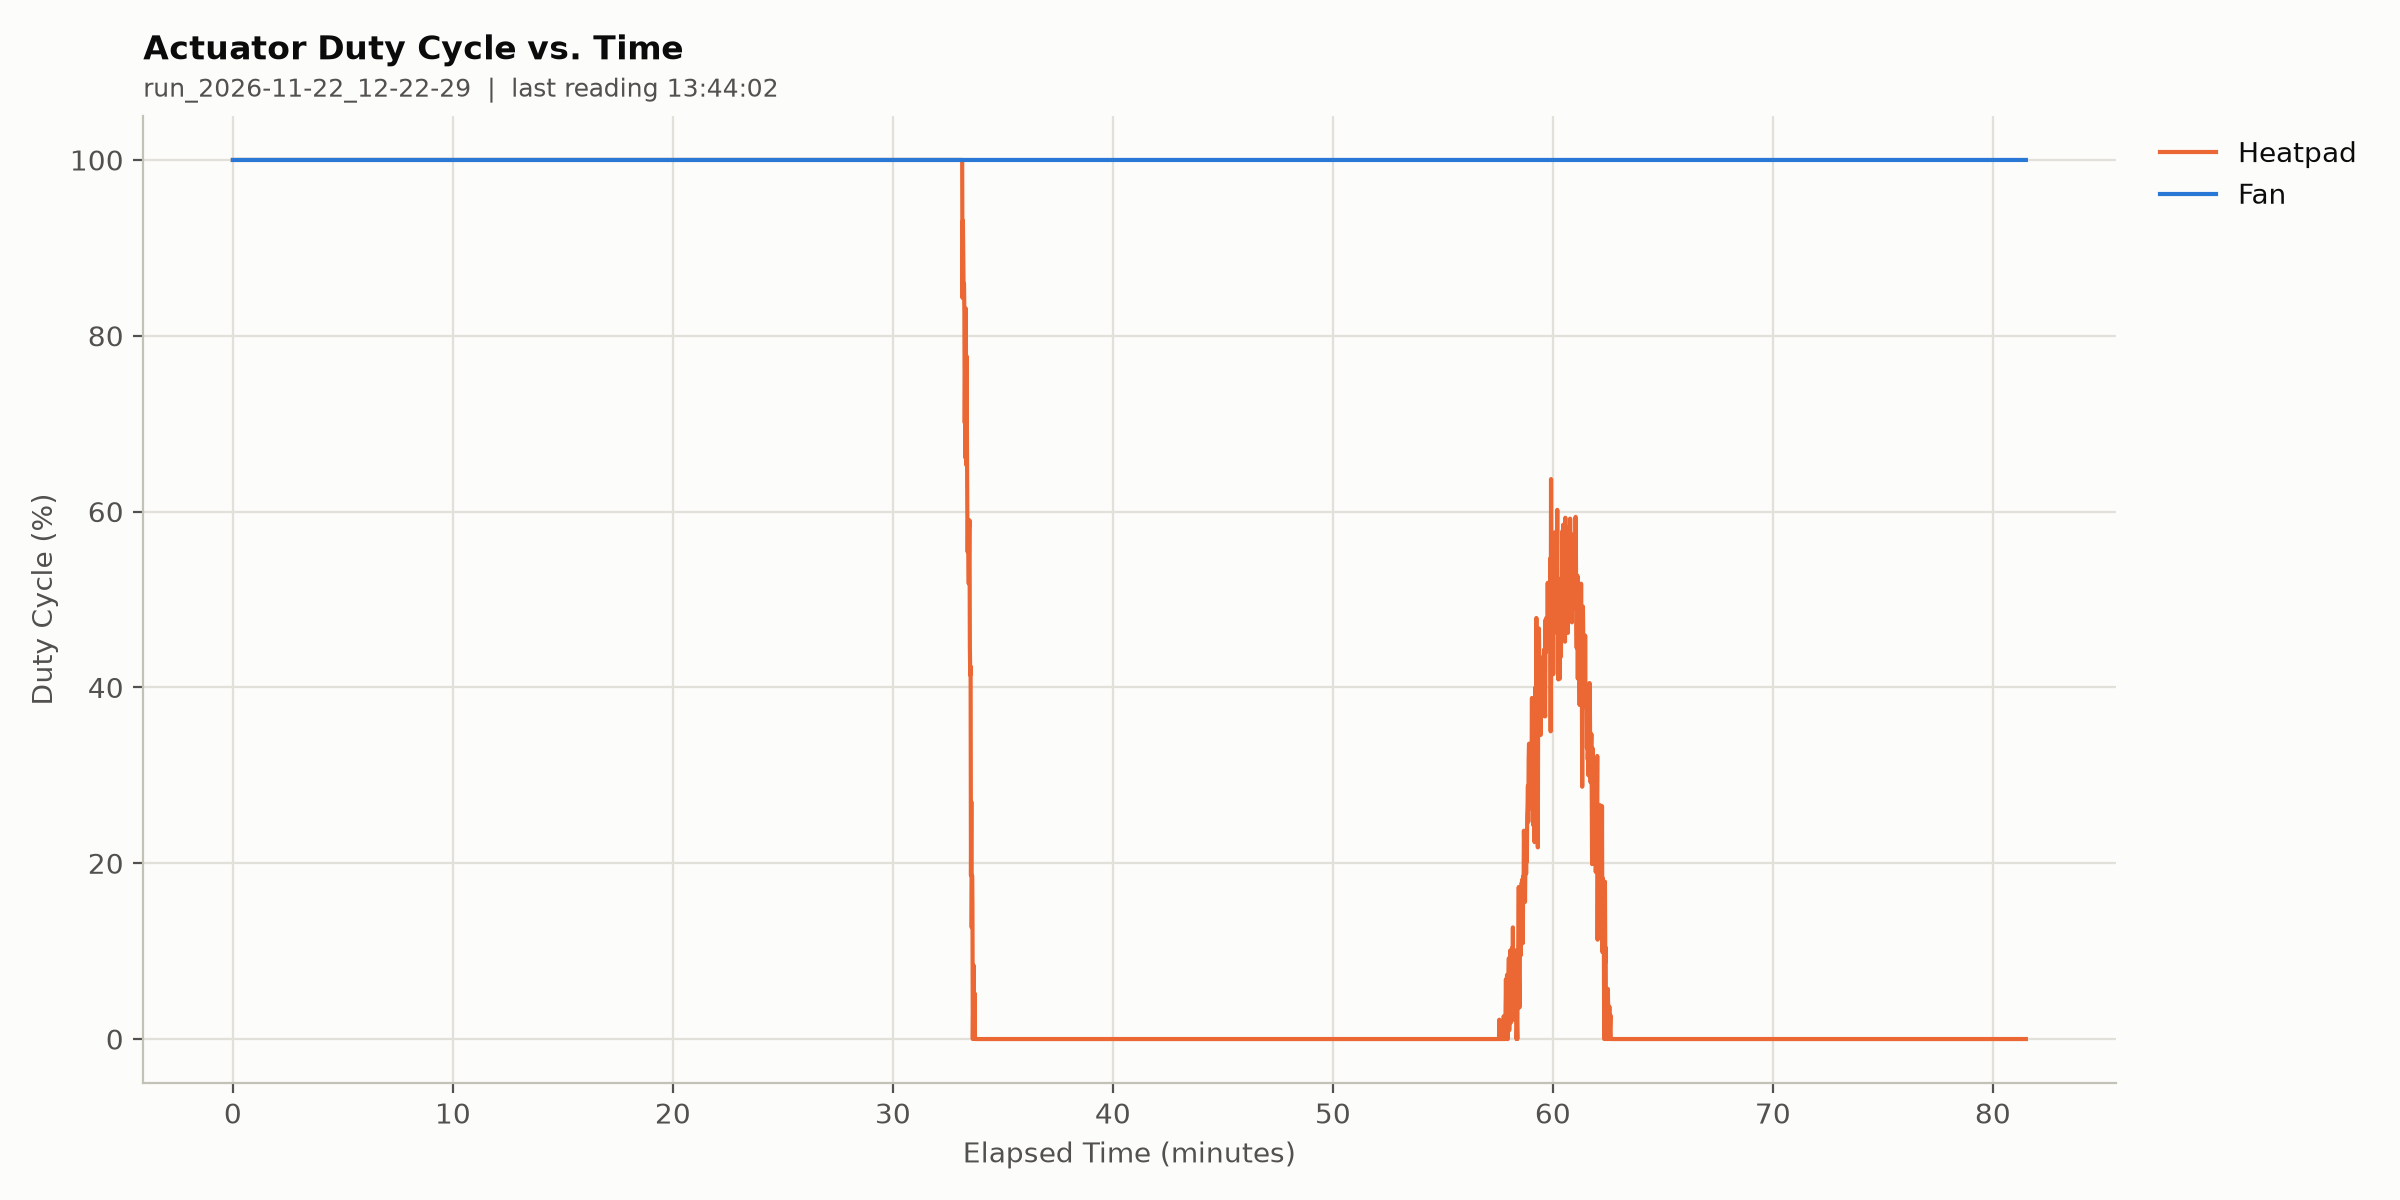 Actuator Duty Cycle vs. Time
run_2026-11-22_12-22-29  |  last reading 13:44:02
Heatpad
Fan
Duty Cycle (%)
100
80
60
40
20
0
0 10 20 30 40 50 60 70 80
Elapsed Time (minutes)